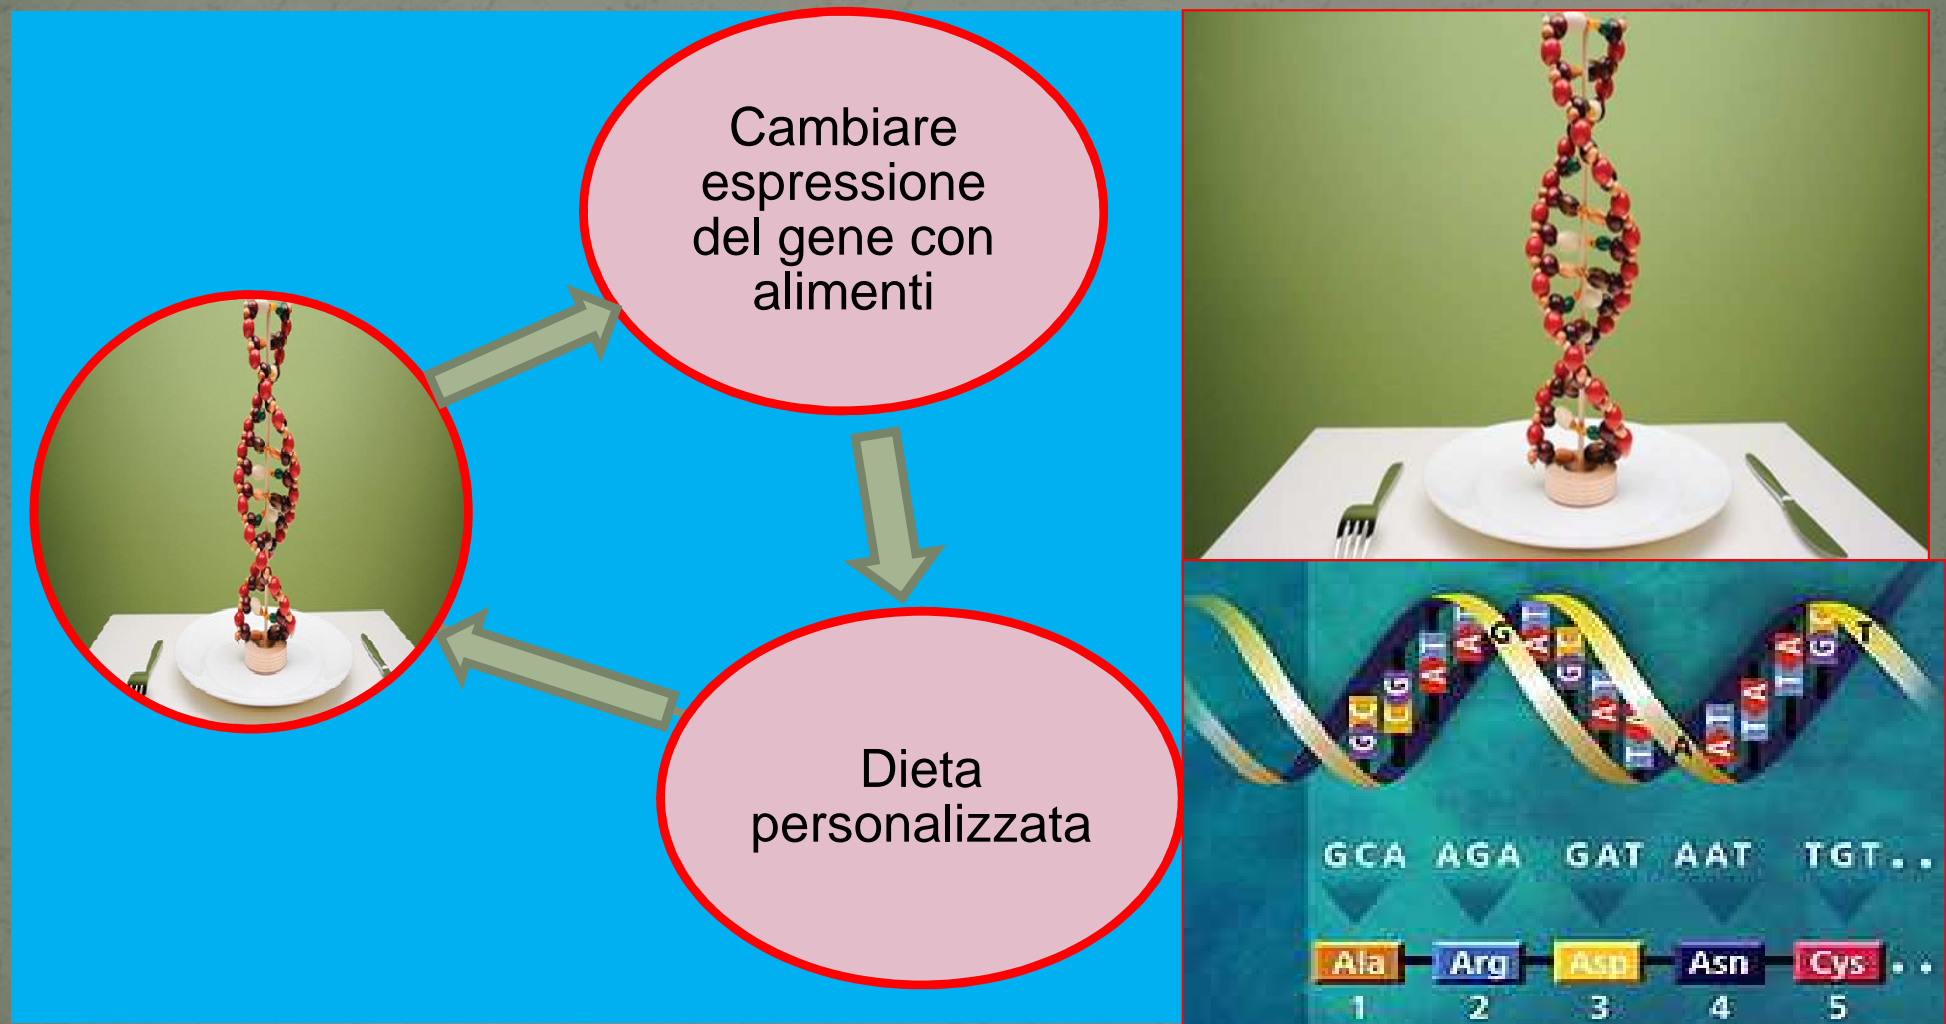 Cambiare
espressione
del gene con
alimenti
Dieta
personalizzata
GCA AGA GAT AAT TGT..
Ala Arg Asp Asn Cys ..
1 2 3 4 5